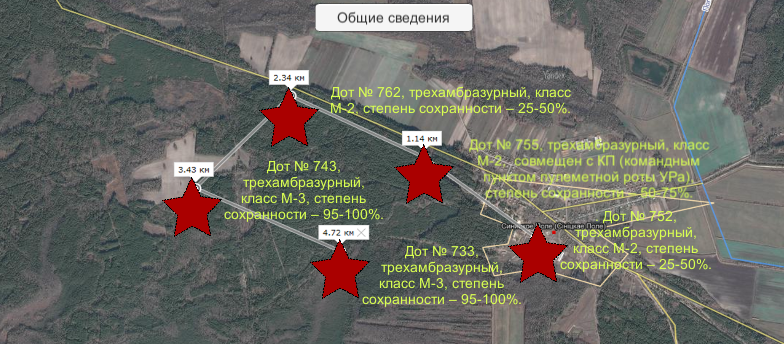 Общие сведения
2.34 км
Yandex
Дот № 762, трехамбразурный, класс
М-2, степень сохранности – 25-50%.
1.14 км
Дот № 755, трехамбразурный, класс
М-2, совмещен с КП (командным
пунктом пулеметной роты УРа),
степень сохранности – 50-75%.
3.43 км
Дот № 743,
трехамбразурный,
класс М-3, степень
сохранности – 95-100%.
Дот № 752,
трехамбразурный,
класс М-2, степень
сохранности – 25-50%.
4.72 км
Дот № 733,
трехамбразурный,
класс М-3, степень
сохранности – 95-100%.